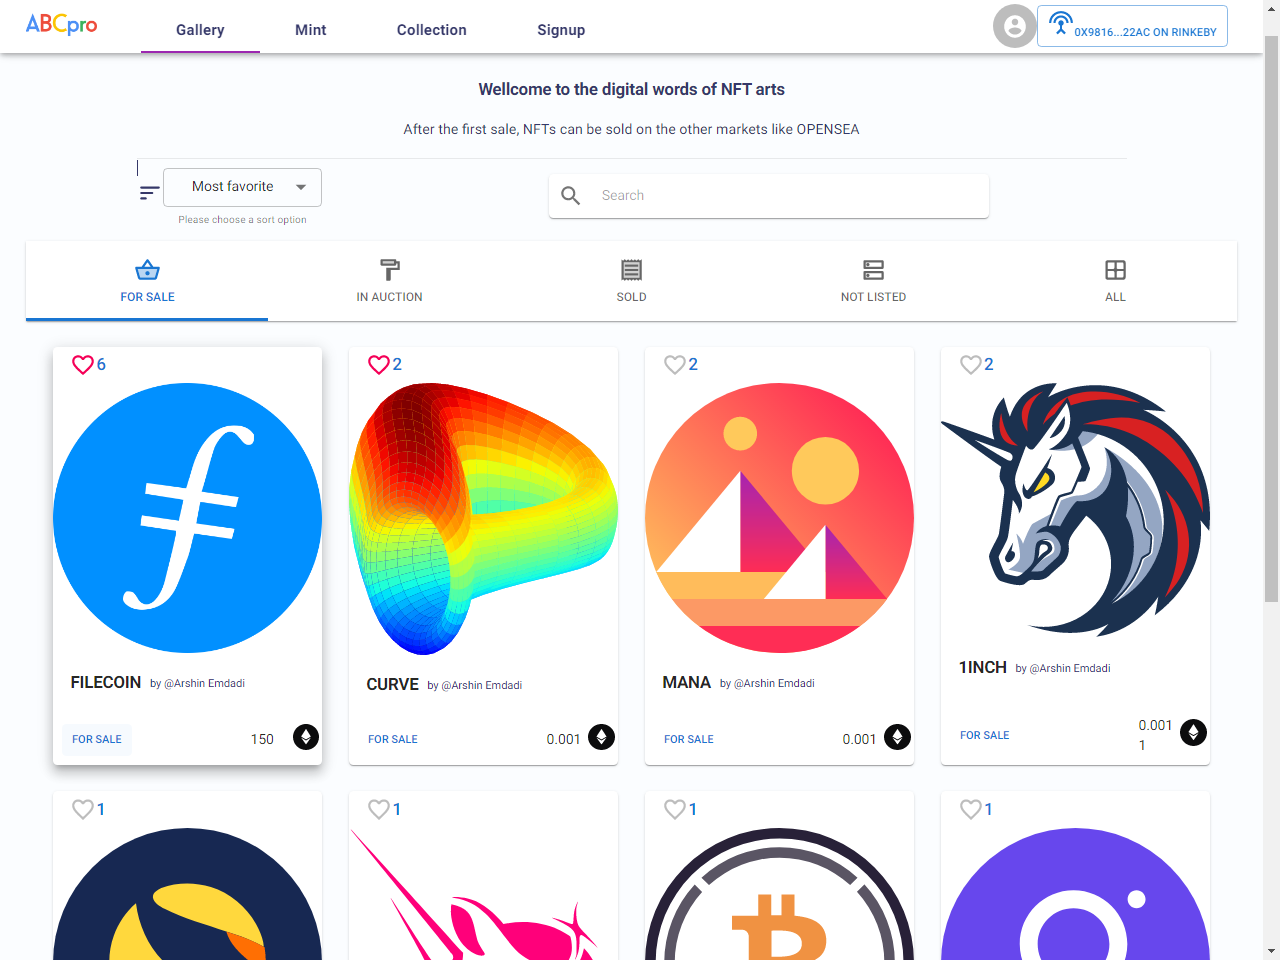 ABCpro
Gallery
Mint
Collection
Signup
0X9816...22AC ON RINKEBY
Wellcome to the digital words of NFT arts
After the first sale, NFTs can be sold on the other markets like OPENSEA
Most favorite
Please choose a sort option
Search
FOR SALE
IN AUCTION
SOLD
NOT LISTED
ALL
6
2
2
2
FILECOIN by @Arshin Emdadi
CURVE by @Arshin Emdadi
MANA by @Arshin Emdadi
1INCH by @Arshin Emdadi
FOR SALE 150
FOR SALE 0.001
FOR SALE 0.001
FOR SALE 0.001
1
1
1
1
1